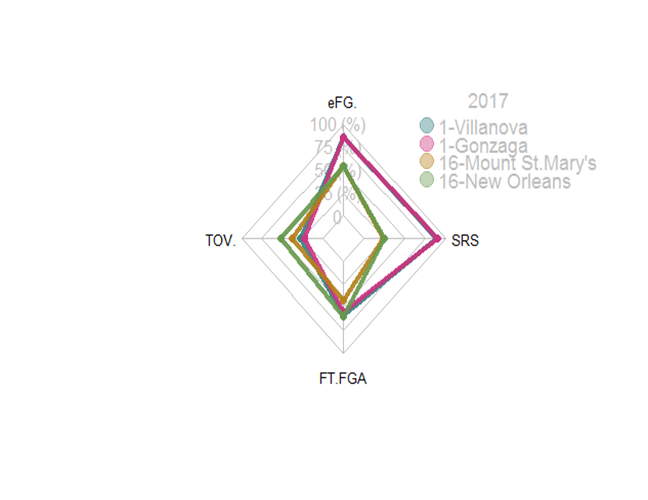 eFG.
2017
100 (%)
1-Villanova
75 (%)
1-Gonzaga
16-Mount St.Mary's
16-New Orleans
0
TOV.
SRS
FT.FGA